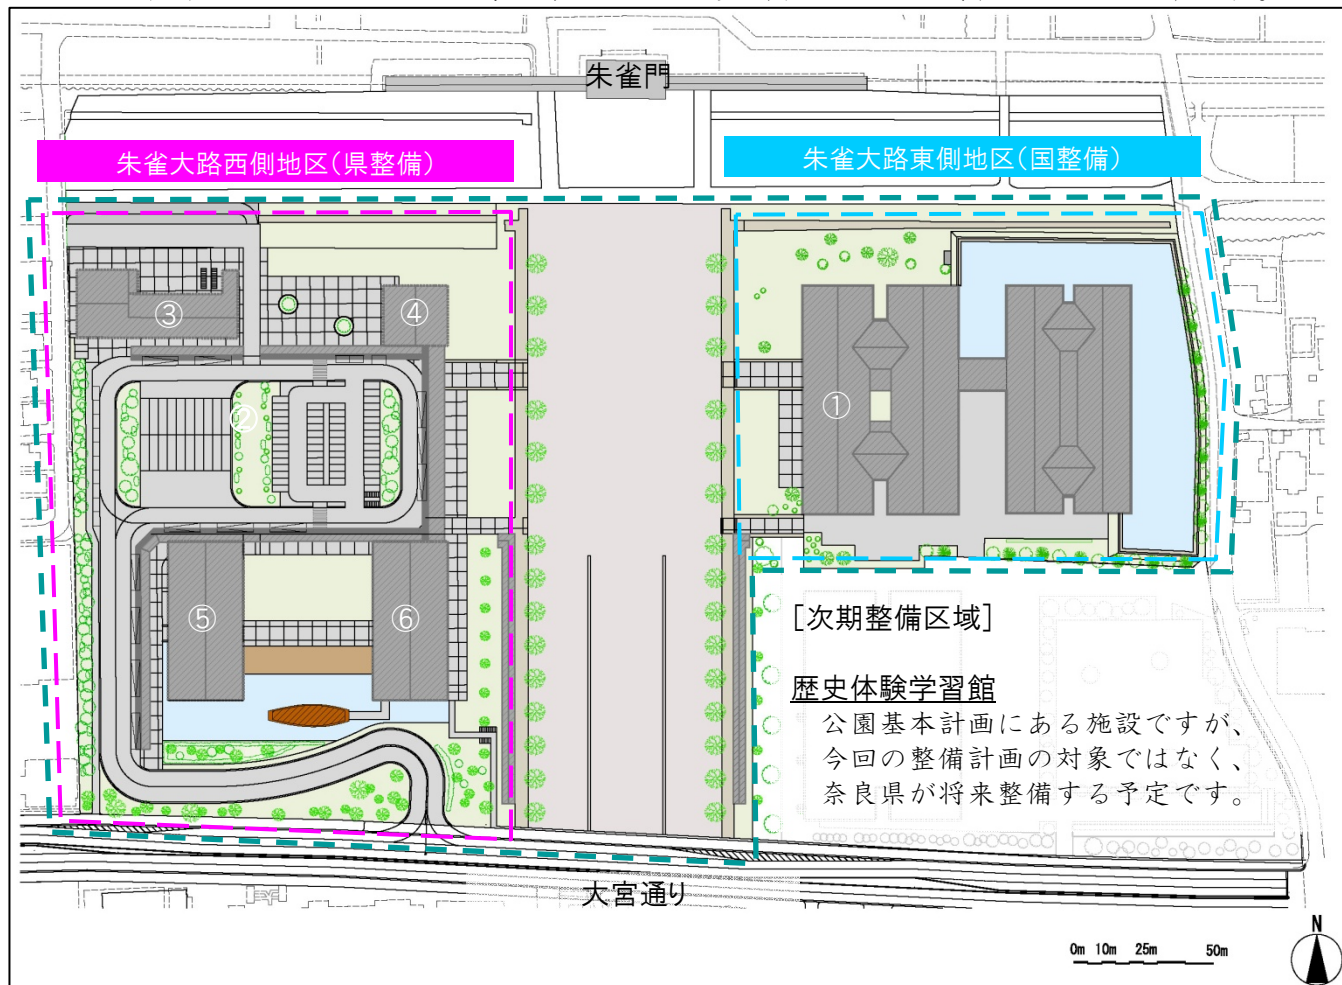 朱雀門
朱雀大路西側地区(県整備)
朱雀大路東側地区(国整備)
③
④
②
①
⑤
⑥
[次期整備区域]
歴史体験学習館
公園基本計画にある施設ですが、
今回の整備計画の対象ではなく、
奈良県が将来整備する予定です。
大宮通り
N
0m 10m 25m 50m